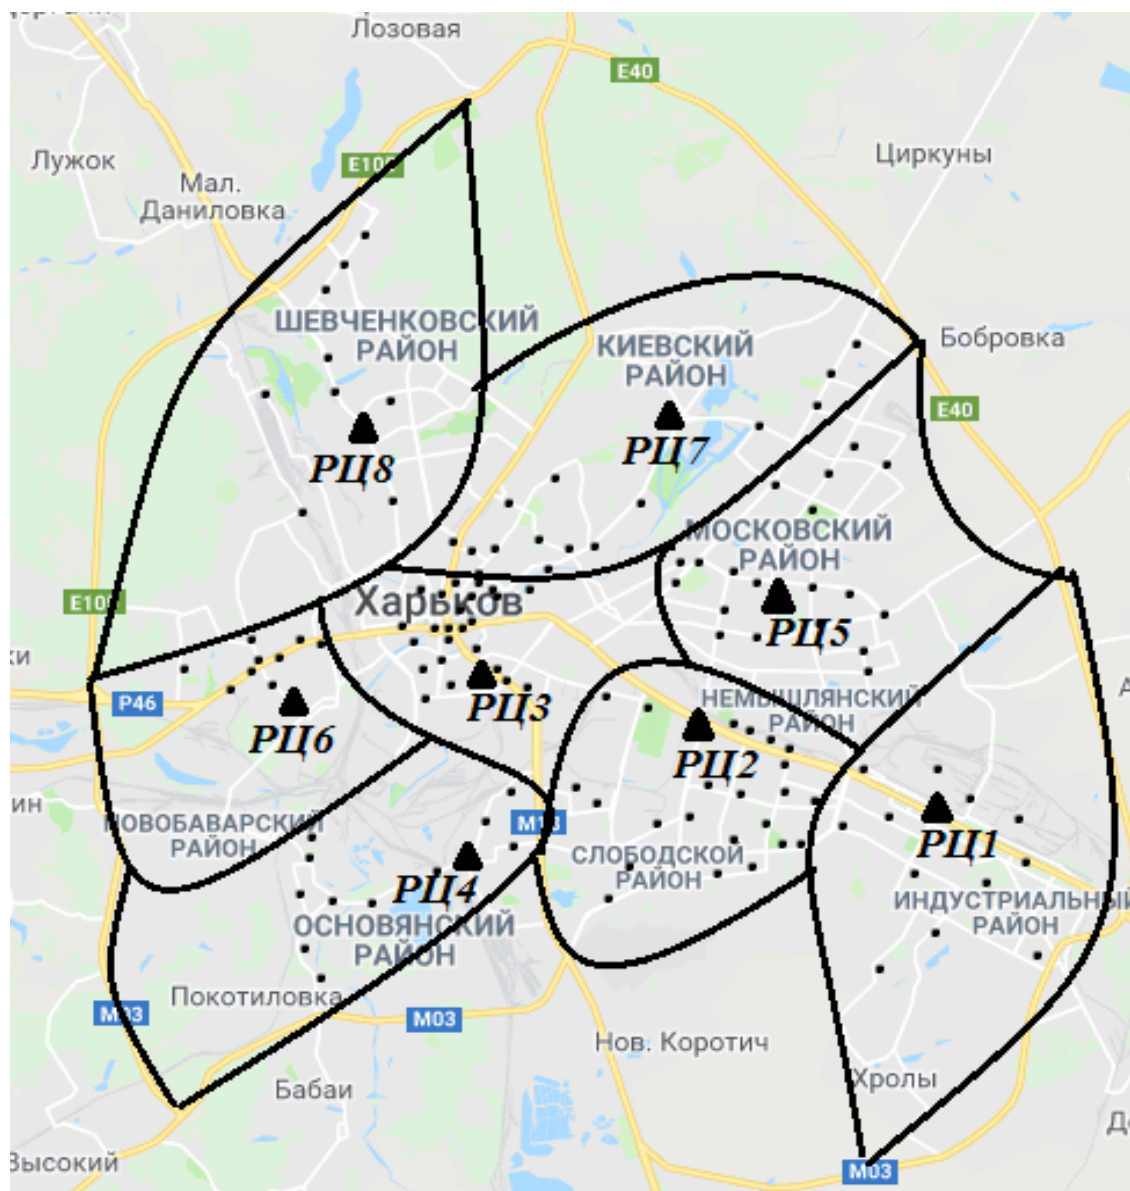 Лозовая
E40
Циркуны
Лужок
E105
Мал.
Даниловка
ШЕВЧЕНКОВСКИЙ
РАЙОН
КИЕВСКИЙ
РАЙОН
Бобровка
E40
РЦ8
РЦ7
МОСКОВСКИЙ
РАЙОН
E105
Харьков
РЦ5
ки
P46
РЦ3
НЕМЫШЛЯНСКИЙ
РАЙОН
РЦ6
РЦ2
ин
НОВОБАВАРСКИЙ
РАЙОН
РЦ1
СЛОБОДСКОЙ
РАЙОН
РЦ4
ИНДУСТРИАЛЬНЫЙ
РАЙОН
ОСНОВЯНСКИЙ
РАЙОН
Покотиловка
M03
M03
Нов. Коротич
Бабаи
Хролы
Высокий
M03